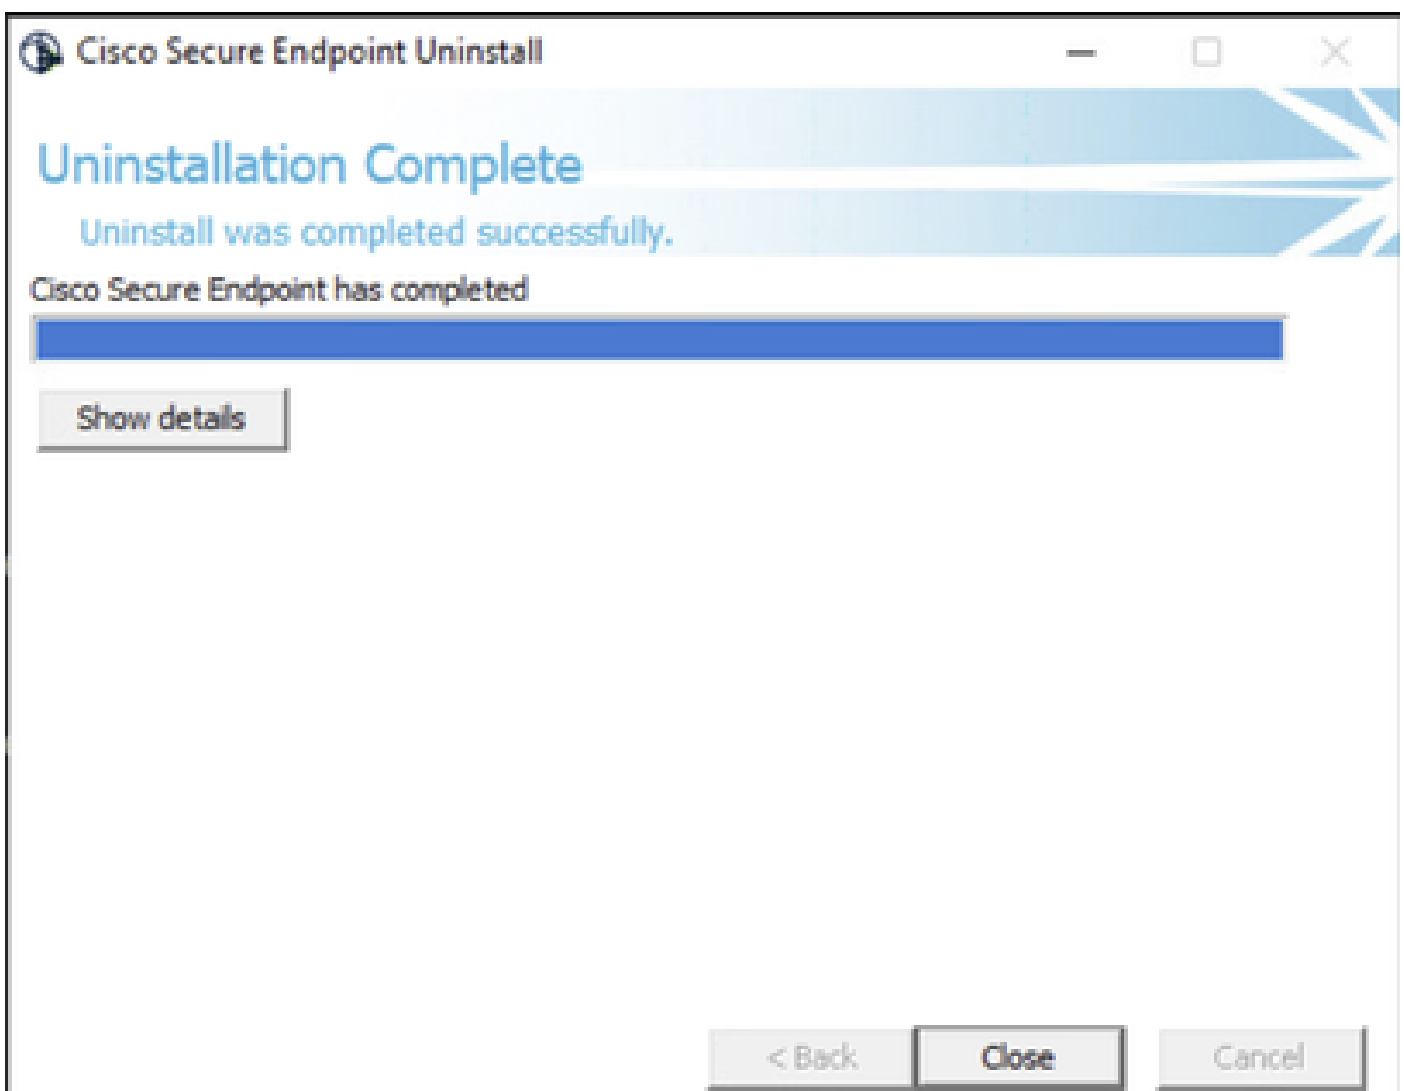 Cisco Secure Endpoint Uninstall
Uninstallation Complete
Uninstall was completed successfully.
Cisco Secure Endpoint has completed
Show details
< Back Close Cancel